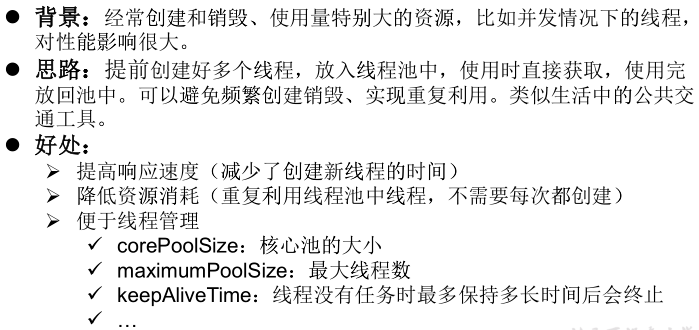 ● 背景：经常创建和销毁、使用量特别大的资源，比如并发情况下的线程，
对性能影响很大。
● 思路：提前创建好多个线程，放入线程池中，使用时直接获取，使用完
放回池中。可以避免频繁创建销毁、实现重复利用。类似生活中的公共交
通工具。
● 好处：
➢ 提高响应速度（减少了创建新线程的时间）
➢ 降低资源消耗（重复利用线程池中线程，不需要每次都创建）
➢ 便于线程管理
✓ corePoolSize：核心池的大小
✓ maximumPoolSize：最大线程数
✓ keepAliveTime：线程没有任务时最多保持多长时间后会终止
✓ …